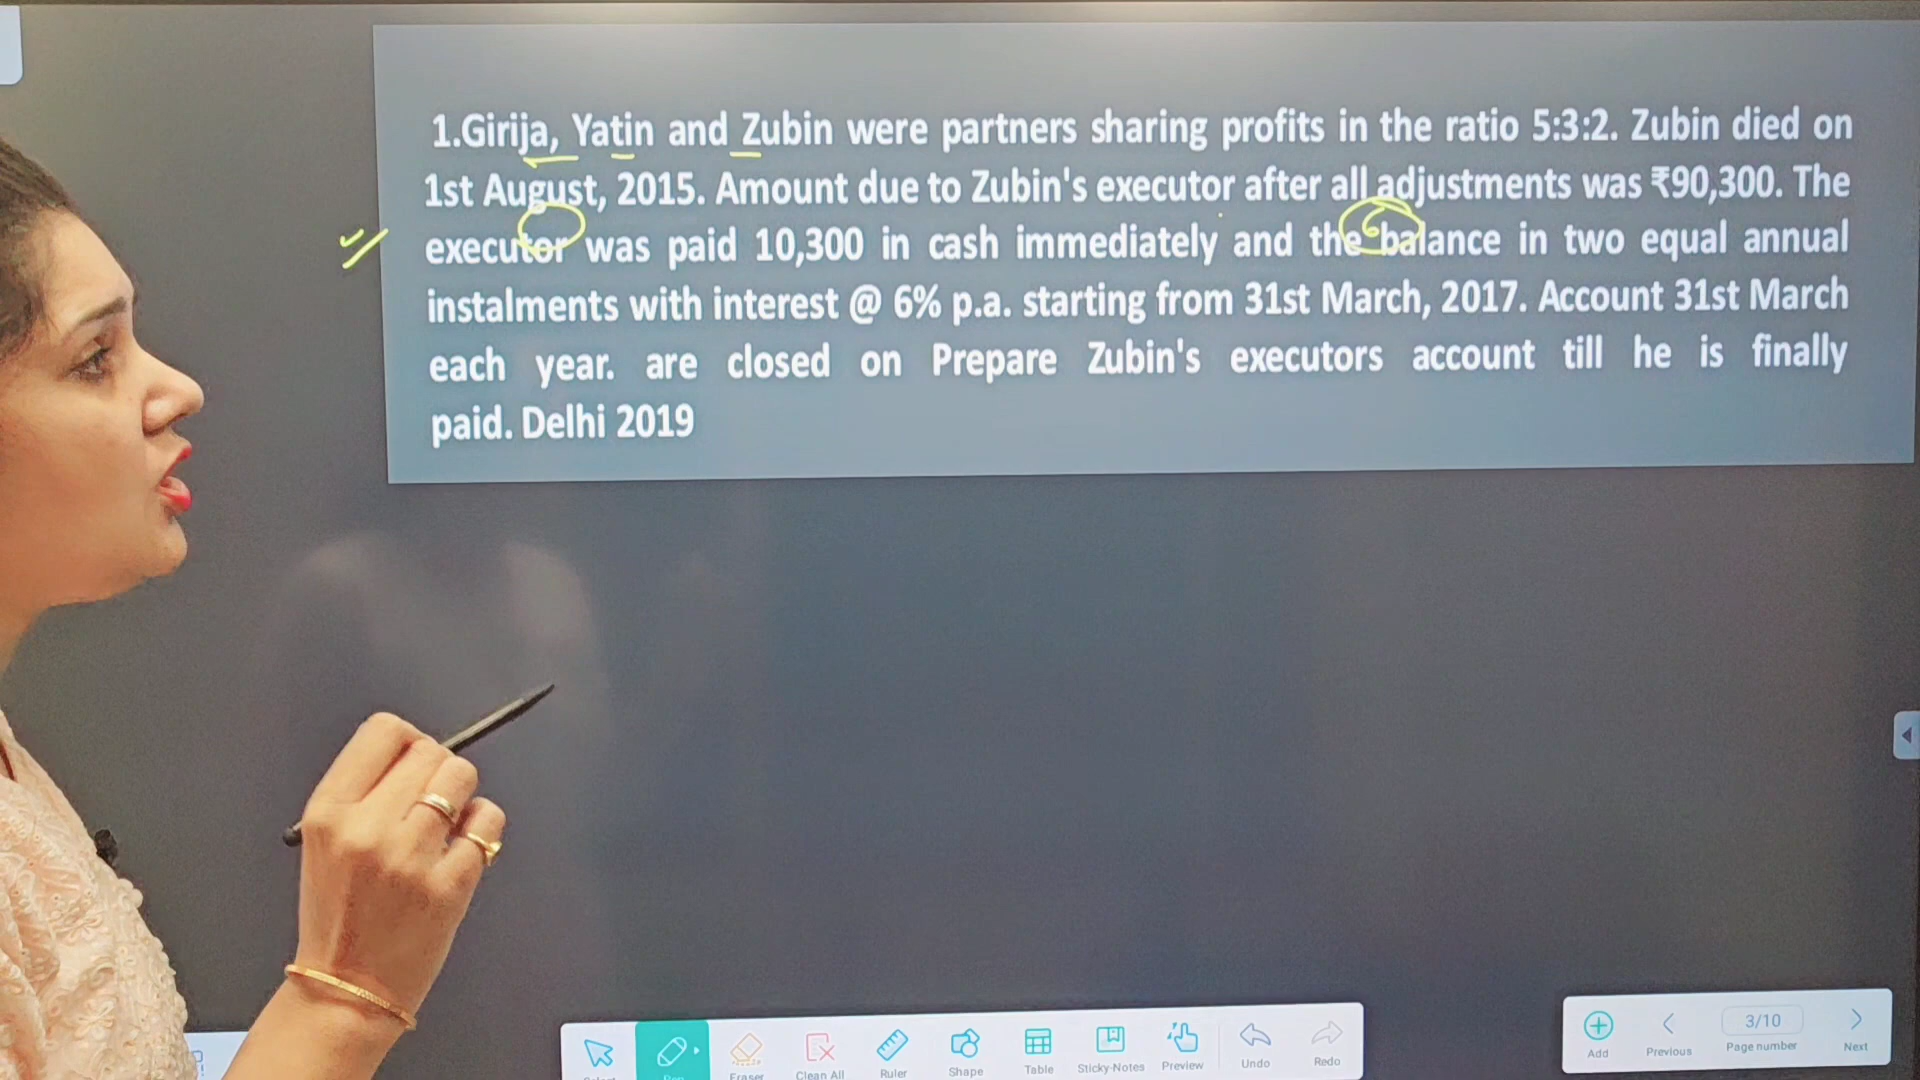 1.Girija, Yatin and Zubin were partners sharing profits in the ratio 5:3:2. Zubin died on
1st August, 2015. Amount due to Zubin's executor after all adjustments was ₹90,300. The
executor was paid 10,300 in cash immediately and the balance in two equal annual
instalments with interest @ 6% p.a. starting from 31st March, 2017. Account 31st March
each year. are closed on Prepare Zubin's executors account till he is finally
paid. Delhi 2019
6
Eraser
Clean All
Ruler
Shape
Table
Sticky-Notes
Preview
Undo
Redo
Add
Previous
3/10
Page number
Next